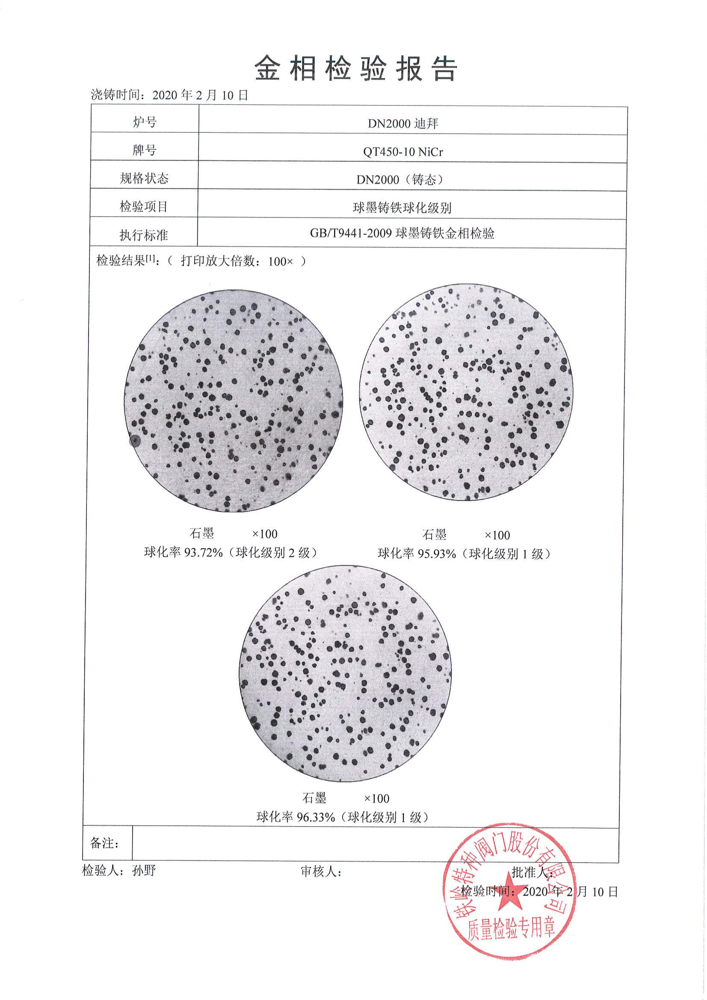 金相检验报告
浇铸时间：2020 年 2 月 10 日
炉号
DN2000 迪拜
牌号
QT450-10 NiCr
规格状态
DN2000（铸态）
检验项目
球墨铸铁球化级别
执行标准
GB/T9441-2009 球墨铸铁金相检验
检验结果[1]：（ 打印放大倍数：100× ）
石墨 ×100
球化率 93.72%（球化级别 2 级）
石墨 ×100
球化率 95.93%（球化级别 1 级）
石墨 ×100
球化率 96.33%（球化级别 1 级）
备注：
检验人：孙野
审核人：
批准人：
检验时间：2020 年 2 月 10 日
铁岭特种阀门股份有限公司
质量检验专用章